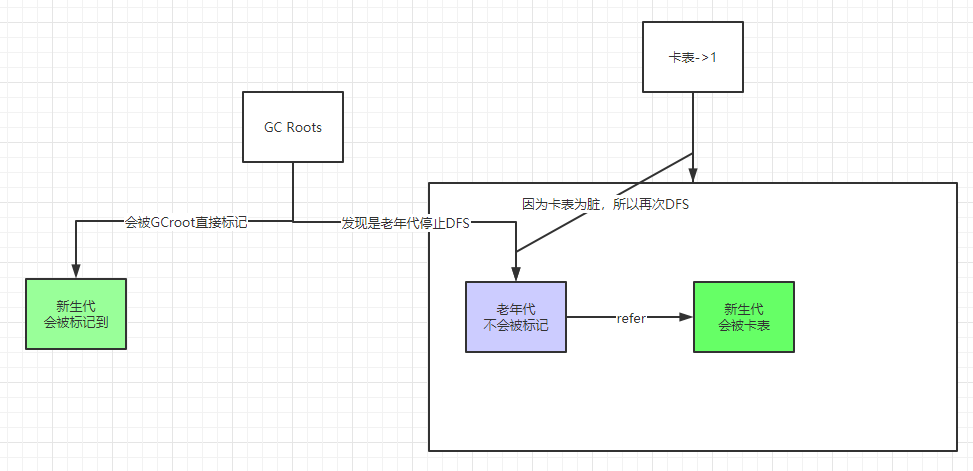 卡表->1
GC Roots
因为卡表为脏，所以再次DFS
会被GCroot直接标记
发现是老年代停止DFS
新生代
会被标记到
老年代
不会被标记
refer
新生代
会被卡表